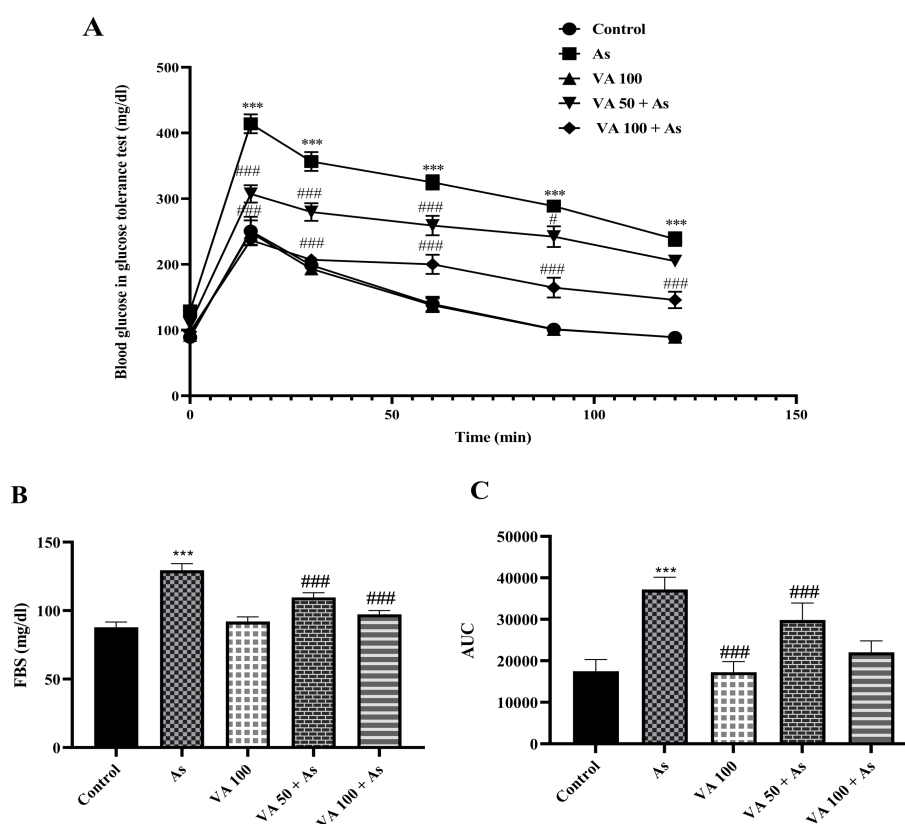 A
Control
As
VA 100
VA 50 + As
VA 100 + As
Blood glucose in glucose tolerance test (mg/dl)
500
400
300
200
100
0
***
***
***
***
***
###
###
###
#
###
###
###
###
###
0
50
100
150
Time (min)
B
FBS (mg/dl)
150
100
50
0
***
###
###
Control
As
VA 100
VA 50 + As
VA 100 + As
C
AUC
50000
40000
30000
20000
10000
0
***
###
###
Control
As
VA 100
VA 50 + As
VA 100 + As